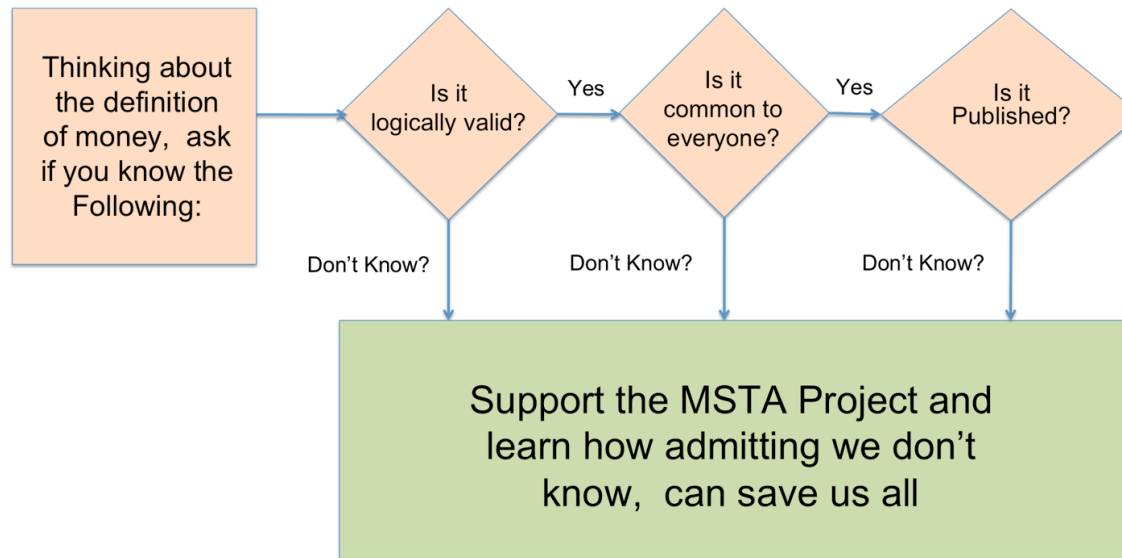 Thinking about
the definition
of money,  ask
if you know the
Following:
Is it
logically valid?
Yes
Is it
common to
everyone?
Yes
Is it
Published?
Don't Know?
Don't Know?
Don't Know?
Support the MSTA Project and
learn how admitting we don't
know,  can save us all